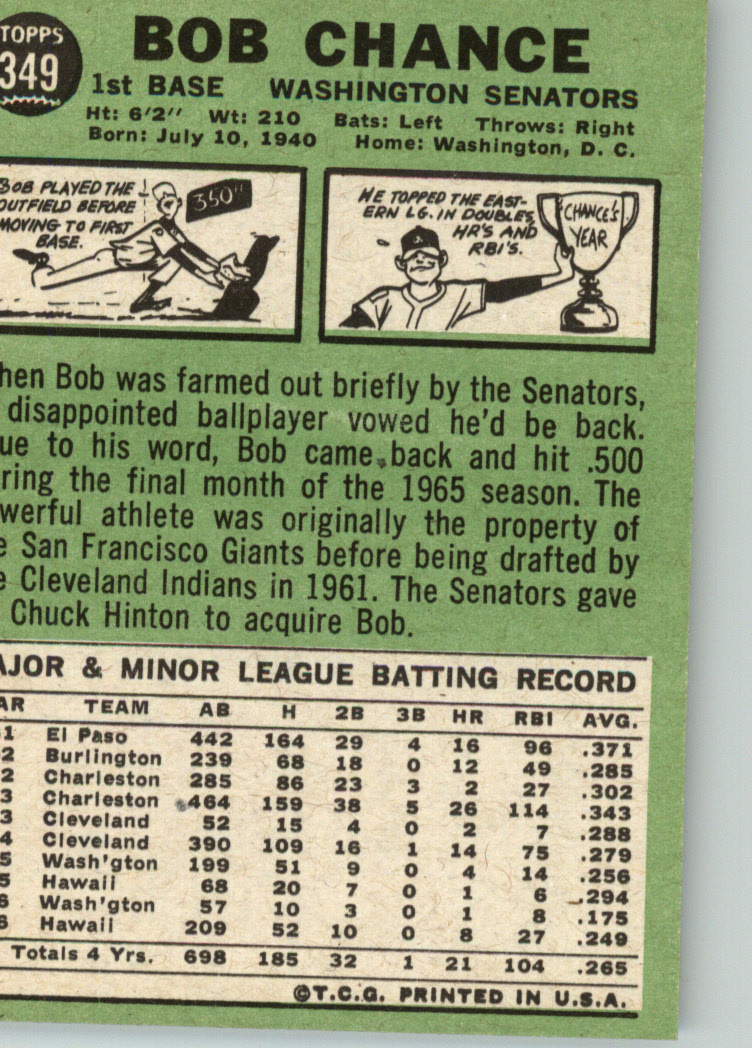 TOPPS
349
BOB CHANCE
1st BASE WASHINGTON SENATORS
Ht: 6'2" Wt: 210 Bats: Left Throws: Right
Born: July 10, 1940 Home: Washington, D. C.
BOB PLAYED THE
OUTFIELD BEFORE
MOVING TO FIRST
BASE.
350"
HE TOPPED THE EAST-
ERN LG. IN DOUBLES,
HR'S AND
RBI'S.
CHANCE'S
YEAR
hen Bob was farmed out briefly by the Senators,
disappointed ballplayer vowed he'd be back.
ue to his word, Bob came back and hit .500
ring the final month of the 1965 season. The
werful athlete was originally the property of
e San Francisco Giants before being drafted by
e Cleveland Indians in 1961. The Senators gave
Chuck Hinton to acquire Bob.
AJOR & MINOR LEAGUE BATTING RECORD
AR TEAM AB H 2B 3B HR RBI AVG.
1 El Paso 442 164 29 4 16 96 .371
2 Burlington 239 68 18 0 12 49 .285
2 Charleston 285 86 23 3 2 27 .302
3 Charleston 464 159 38 5 26 114 .343
3 Cleveland 52 15 4 0 2 7 .288
4 Cleveland 390 109 16 1 14 75 .279
5 Wash'gton 199 51 9 0 4 14 .256
5 Hawaii 68 20 7 0 1 6 .294
6 Wash'gton 57 10 3 0 1 8 .175
6 Hawaii 209 52 10 0 8 27 .249
Totals 4 Yrs. 698 185 32 1 21 104 .265
©T.C.G. PRINTED IN U.S.A.